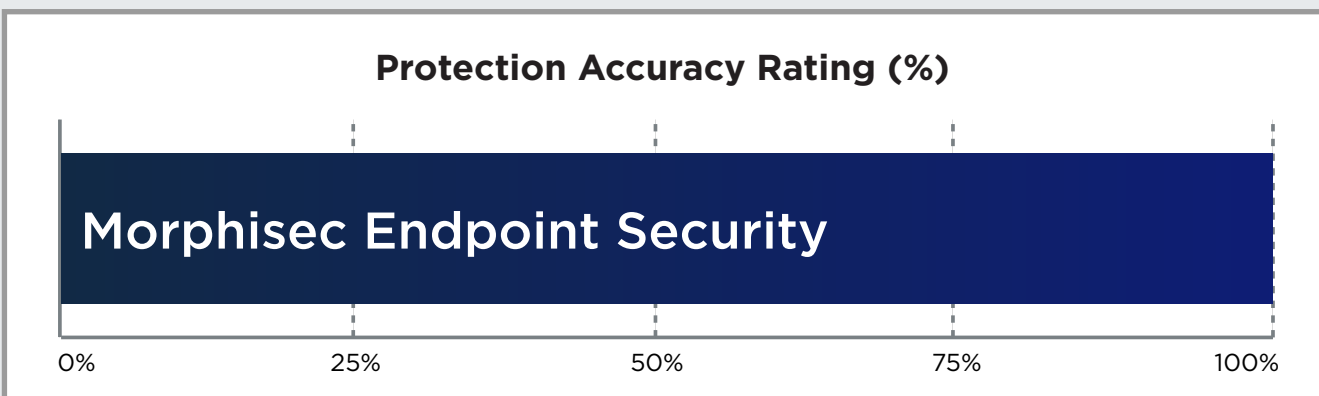 Protection Accuracy Rating (%)
Morphisec Endpoint Security
0% 25% 50% 75% 100%